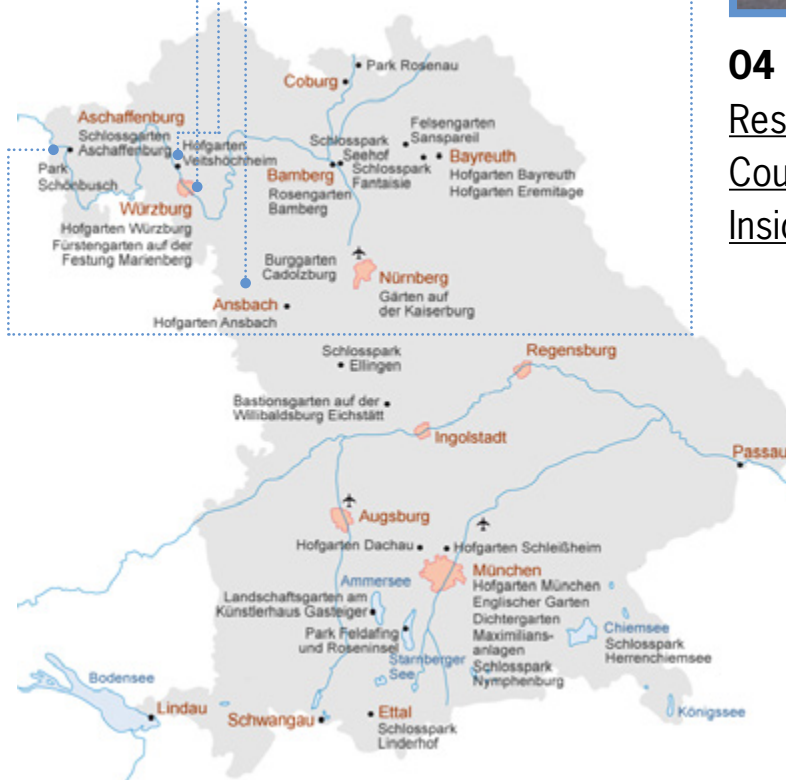 04
Park Rosenau
Coburg
Aschaffenburg
Schlossgarten
Aschaffenburg
Park
Schönbusch
Hofgarten
Veitshöchheim
Felsengarten
Sanspareil
Schlosspark
Seehof
Bamberg
Rosengarten
Bamberg
Schlosspark
Fantaisie
Bayreuth
Hofgarten Bayreuth
Hofgarten Eremitage
Würzburg
Hofgarten Würzburg
Fürstengarten auf der
Festung Marienberg
Burggarten
Cadolzburg
Nürnberg
Gärten auf
der Kaiserburg
Ansbach
Hofgarten Ansbach
Schlosspark
Ellingen
Regensburg
Bastionsgarten auf der
Willibaldsburg Eichstätt
Ingolstadt
Passau
Augsburg
Hofgarten Dachau
Hofgarten Schleißheim
München
Hofgarten München
Englischer Garten
Dichtergarten
Maximilians-
anlagen
Schlosspark
Nymphenburg
Ammersee
Landschaftsgarten am
Künstlerhaus Gasteiger
Park Feldafing
und Roseninsel
Starnberger
See
Chiemsee
Schlosspark
Herrenchiemsee
Bodensee
Lindau
Schwangau
Ettal
Schlosspark
Linderhof
Königssee